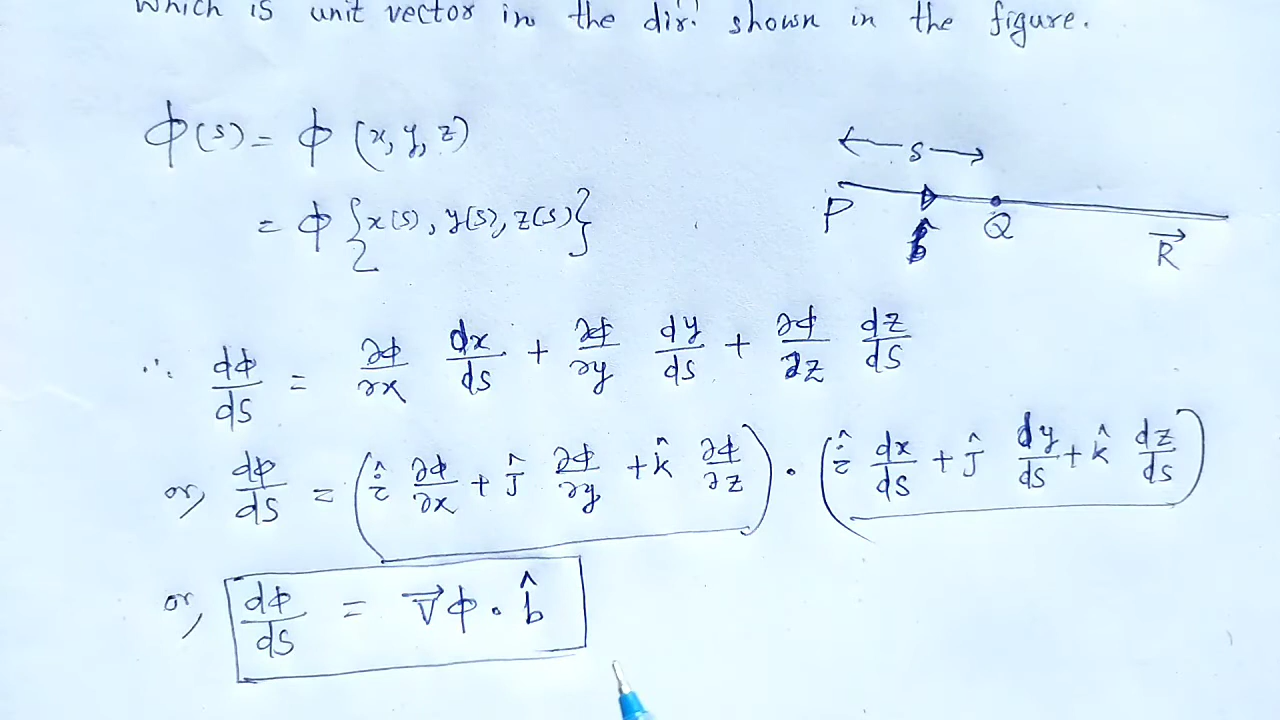 which is unit vector in the dirⁿ. shown in the figure.
ϕ(s) = ϕ (x, y, z)
= ϕ {x(s), y(s), z(s)}
← s →
P b̂ Q R⃗
∴ dϕ/ds = ∂ϕ/∂x dx/ds + ∂ϕ/∂y dy/ds + ∂ϕ/∂z dz/ds
or, dϕ/ds = (î ∂ϕ/∂x + ĵ ∂ϕ/∂y + k̂ ∂ϕ/∂z) · (î dx/ds + ĵ dy/ds + k̂ dz/ds)
or, dϕ/ds = ∇⃗ϕ · b̂